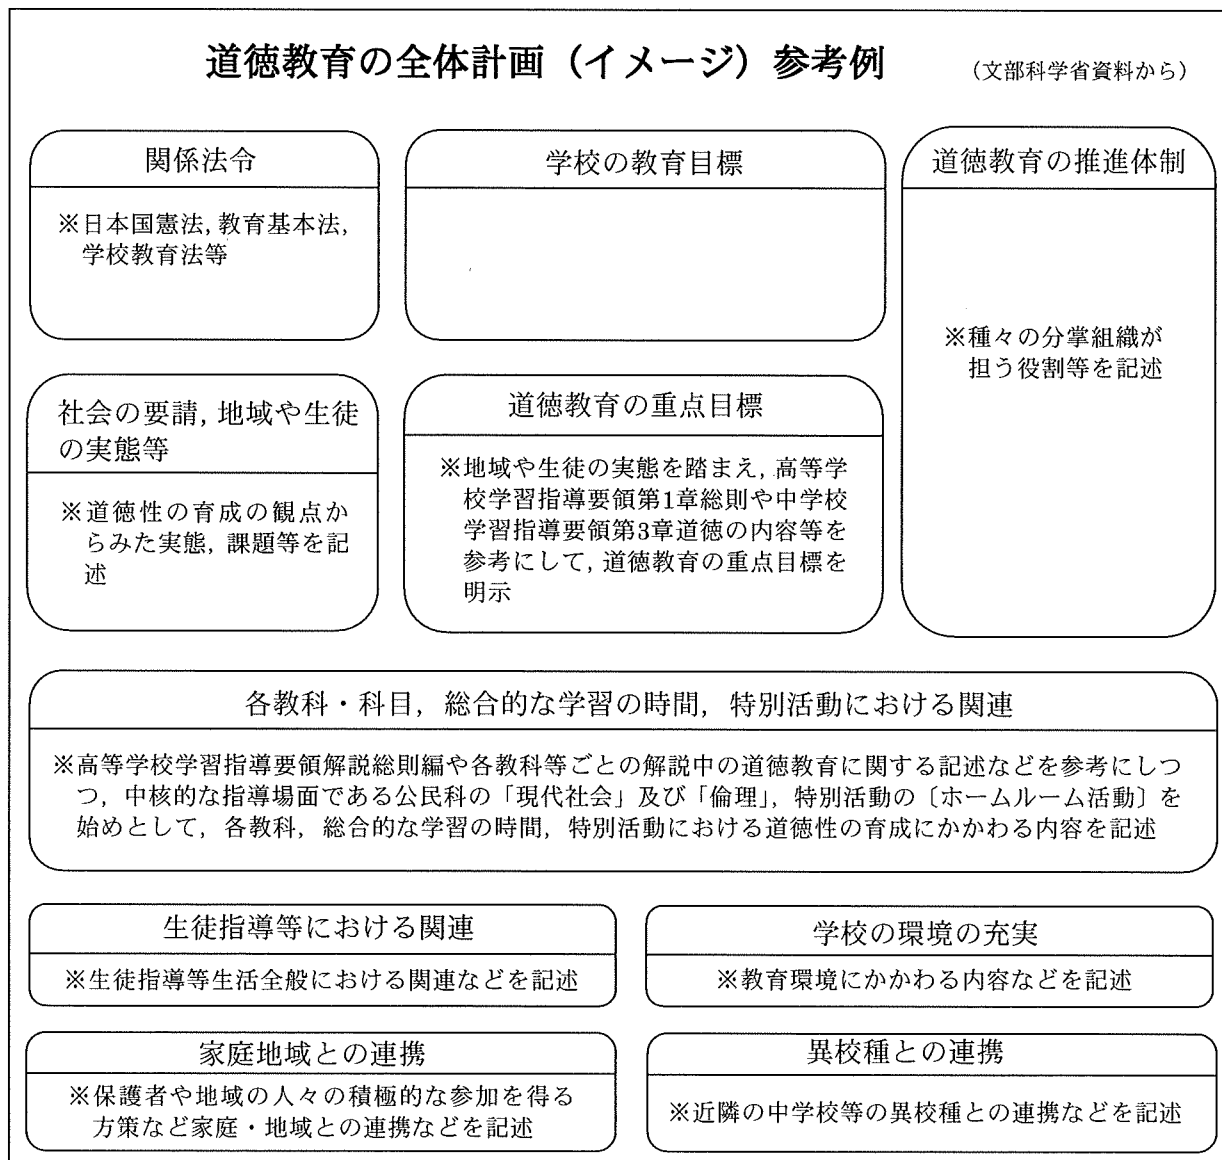 道徳教育の全体計画（イメージ）参考例
（文部科学省資料から）
関係法令
※日本国憲法，教育基本法，
学校教育法等
学校の教育目標
道徳教育の推進体制
※種々の分掌組織が
担う役割等を記述
社会の要請，地域や生徒
の実態等
※道徳性の育成の観点か
らみた実態，課題等を記
述
道徳教育の重点目標
※地域や生徒の実態を踏まえ，高等学
校学習指導要領第1章総則や中学校
学習指導要領第3章道徳の内容等を
参考にして，道徳教育の重点目標を
明示
各教科・科目，総合的な学習の時間，特別活動における関連
※高等学校学習指導要領解説総則編や各教科等ごとの解説中の道徳教育に関する記述などを参考にしつ
つ，中核的な指導場面である公民科の「現代社会」及び「倫理」，特別活動の〔ホームルーム活動〕を
始めとして，各教科，総合的な学習の時間，特別活動における道徳性の育成にかかわる内容を記述
生徒指導等における関連
※生徒指導等生活全般における関連などを記述
学校の環境の充実
※教育環境にかかわる内容などを記述
家庭地域との連携
※保護者や地域の人々の積極的な参加を得る
方策など家庭・地域との連携などを記述
異校種との連携
※近隣の中学校等の異校種との連携などを記述